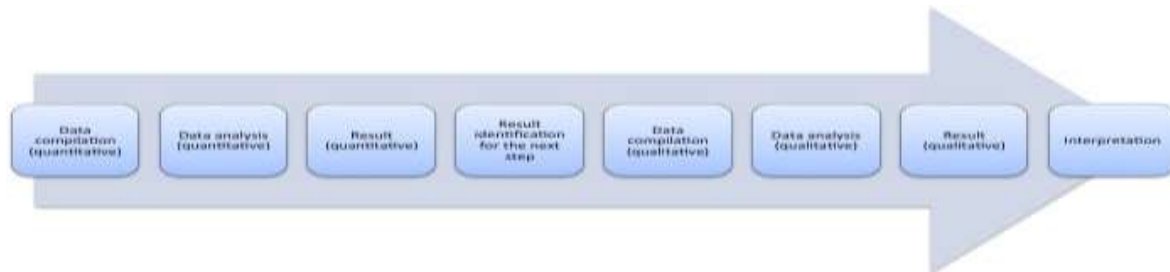 Data
compilation
(quantitative)
Data analysis
(quantitative)
Result
(quantitative)
Result
identification
for the next
step
Data
compilation
(qualitative)
Data analysis
(qualitative)
Result
(qualitative)
Interpretation